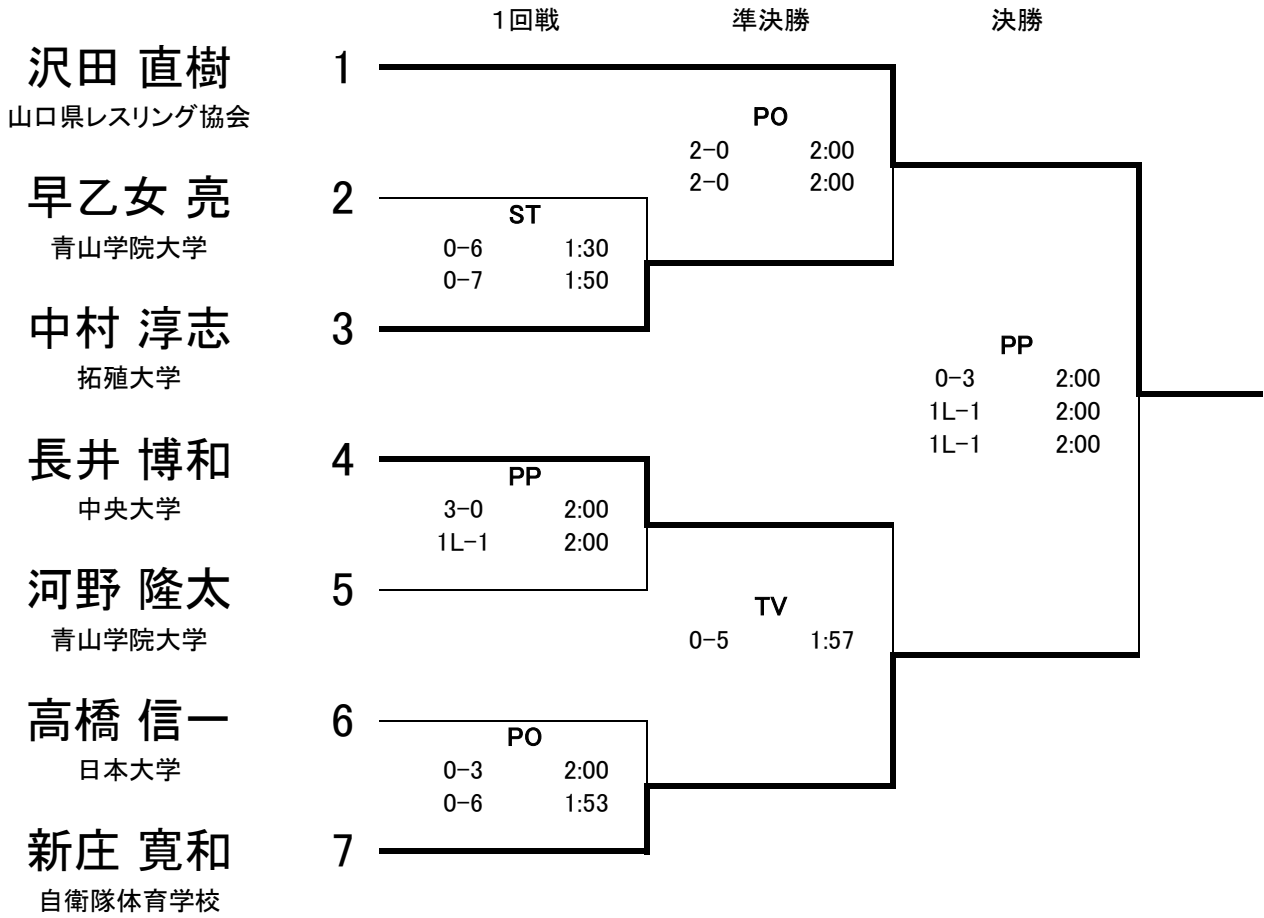 1回戦 準決勝 決勝
沢田 直樹 1
山口県レスリング協会
PO
2-0 2:00
2-0 2:00
早乙女 亮 2
青山学院大学
ST
0-6 1:30
0-7 1:50
中村 淳志 3
拓殖大学
PP
0-3 2:00
1L-1 2:00
1L-1 2:00
長井 博和 4
中央大学
PP
3-0 2:00
1L-1 2:00
河野 隆太 5
青山学院大学
TV
0-5 1:57
高橋 信一 6
日本大学
PO
0-3 2:00
0-6 1:53
新庄 寛和 7
自衛隊体育学校